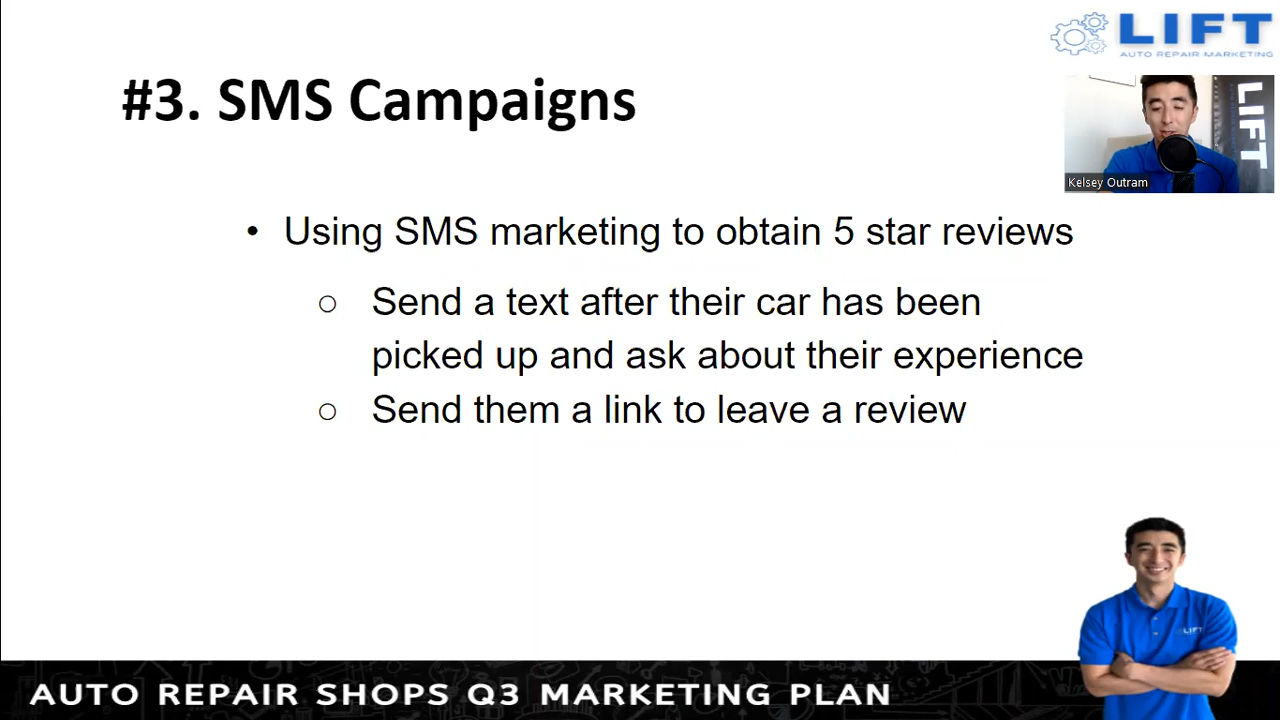 LIFT
AUTO REPAIR MARKETING
#3. SMS Campaigns
LIFT
Kelsey Outram
• Using SMS marketing to obtain 5 star reviews
○ Send a text after their car has been
picked up and ask about their experience
○ Send them a link to leave a review
LIFT
AUTO REPAIR SHOPS Q3 MARKETING PLAN